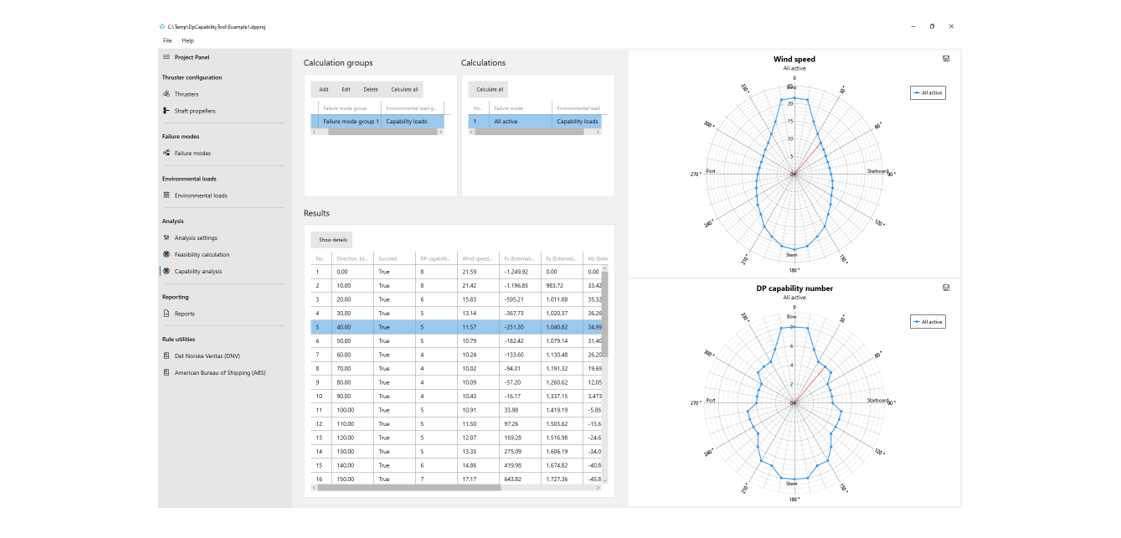 C:\Temp\DpCapabilityTool\Example1.dpproj
File Help
Project Panel
Thruster configuration
Thrusters
Shaft propellers
Failure modes
Failure modes
Environmental loads
Environmental loads
Analysis
Analysis settings
Feasibility calculation
Capability analysis
Reporting
Reports
Rule utilities
Det Norske Veritas (DNV)
American Bureau of Shipping (ABS)
Calculation groups
Add Edit Delete Calculate all
Failure mode group Environmental load g...
Failure mode group 1 Capability loads
Calculations
Calculate all
No. Failure mode Environmental load
1 All active Capability loads
Results
Show details
No. Direction, [d... Succeed DP capabilit... Wind speed,... Fx (Externali... Fy (Externali... Mz (Exte
1 0.00 True 8 21.59 -1,249.92 0.00 0.00
2 10.00 True 8 21.42 -1,196.85 983.72 33.42
3 20.00 True 6 15.83 -595.21 1,011.88 35.32
4 30.00 True 5 13.14 -367.73 1,020.37 36.26
5 40.00 True 5 11.57 -251.30 1,040.82 34.99
6 50.00 True 5 10.79 -182.42 1,079.14 31.40
7 60.00 True 4 10.24 -133.60 1,130.48 26.20
8 70.00 True 4 10.02 -94.31 1,191.32 19.69
9 80.00 True 4 10.09 -57.20 1,260.62 12.05
10 90.00 True 4 10.43 -16.17 1,337.15 3,473
11 100.00 True 5 10.91 33.98 1,419.19 -5.86
12 110.00 True 5 11.50 97.26 1,503.62 -15.6
13 120.00 True 5 12.07 169.28 1,516.98 -24.6
14 130.00 True 5 13.35 275.09 1,606.19 -34.0
15 140.00 True 6 14.86 419.98 1,674.82 -40.8
16 150.00 True 7 17.17 643.82 1,727.36 -45.8
Wind speed
All active
All active
0
330°
30°
Bow
20
300°
15
60°
10
5
270° Port
Starboard 90°
240°
120°
Stern
210°
150°
180°
DP capability number
All active
All active
0
330°
30°
Bow
8
300°
6
60°
4
2
270° Port
Starboard 90°
240°
120°
Stern
210°
150°
180°